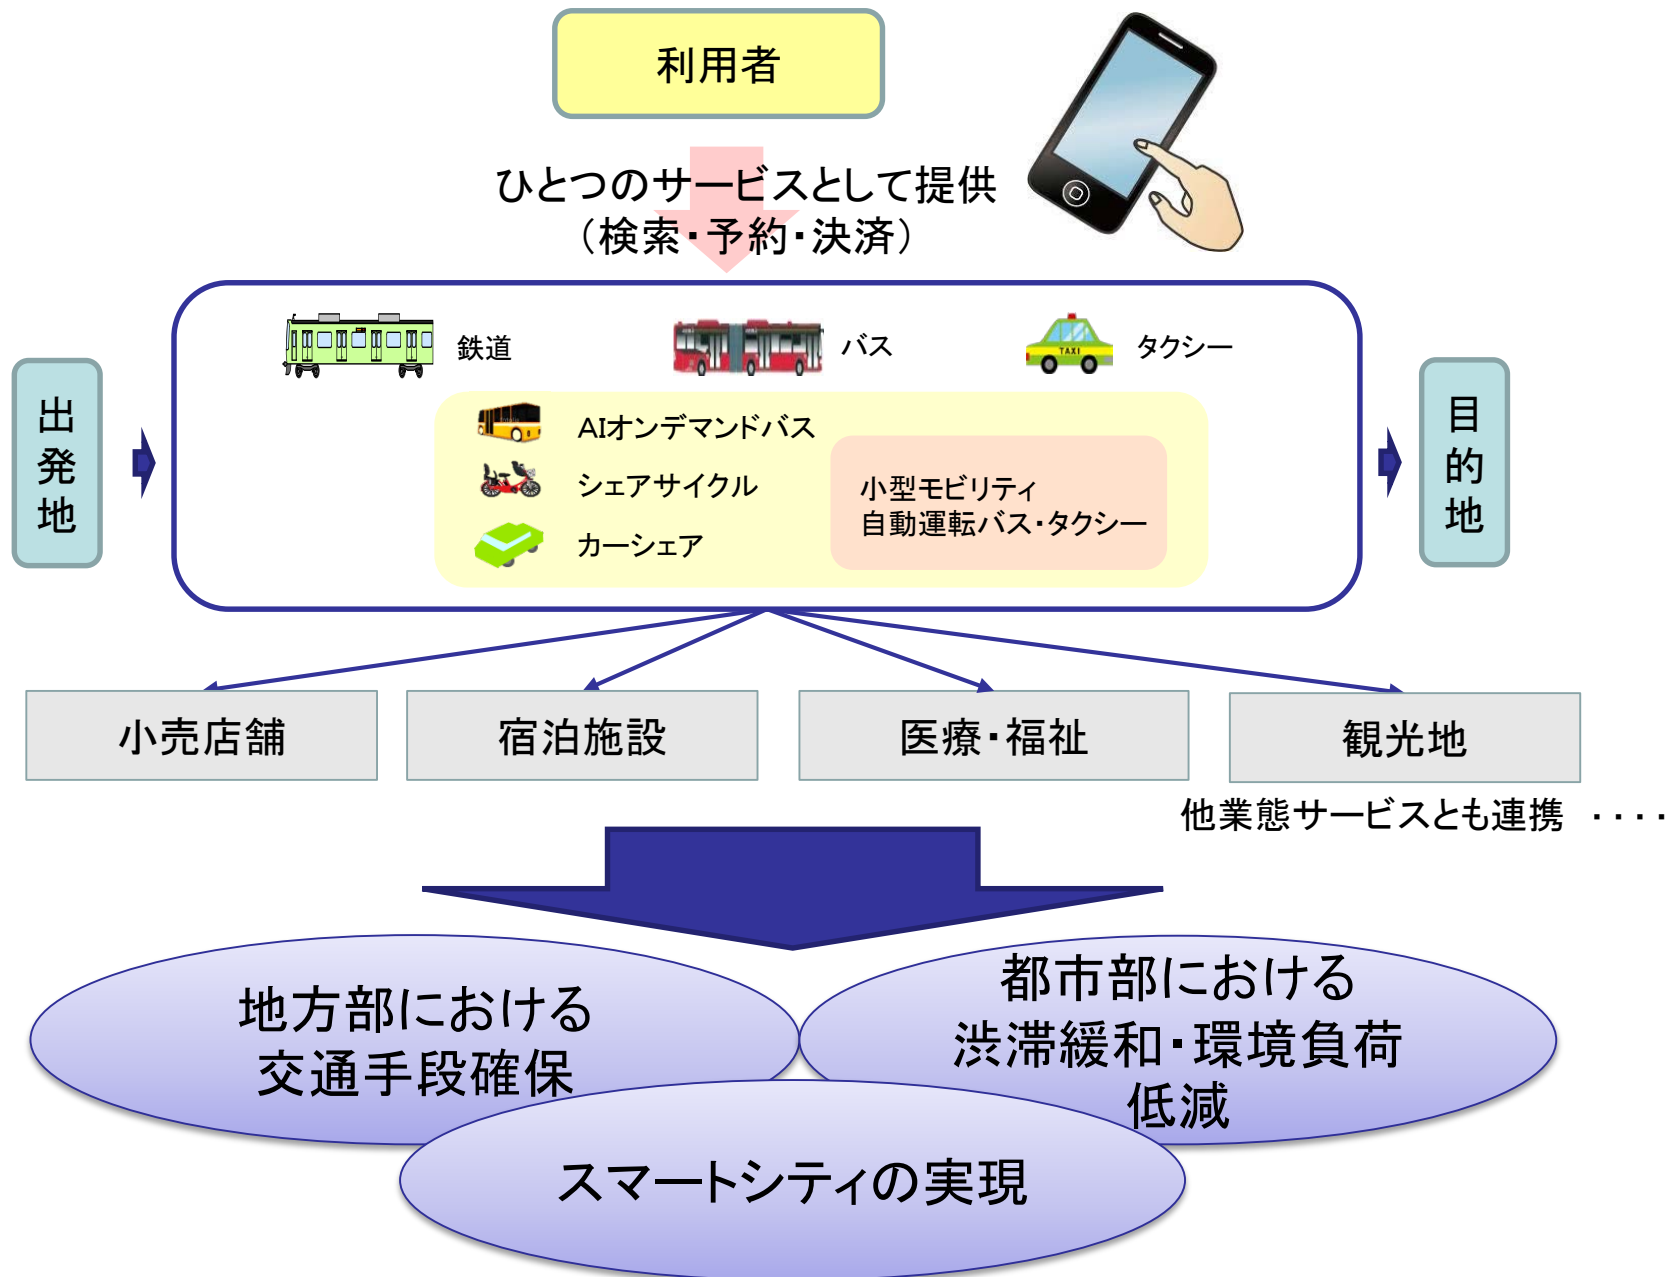 利用者
ひとつのサービスとして提供
（検索・予約・決済）
鉄道
バス
TAXI
タクシー
出発地
AIオンデマンドバス
シェアサイクル
カーシェア
小型モビリティ
自動運転バス・タクシー
目的地
小売店舗
宿泊施設
医療・福祉
観光地
他業態サービスとも連携 ・・・・
地方部における
交通手段確保
都市部における
渋滞緩和・環境負荷
低減
スマートシティの実現